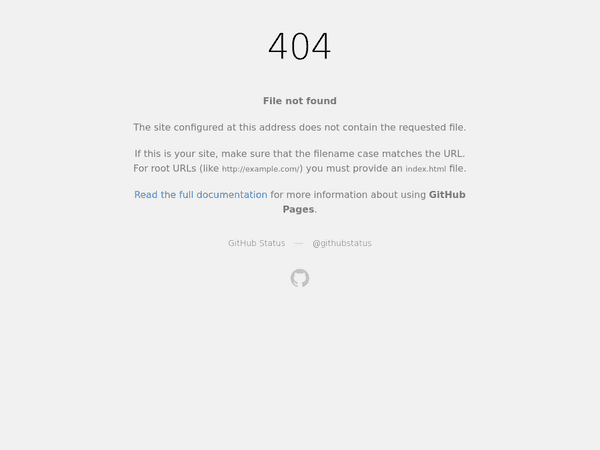 404
File not found
The site configured at this address does not contain the requested file.
If this is your site, make sure that the filename case matches the URL.
For root URLs (like http://example.com/) you must provide an index.html file.
Read the full documentation for more information about using GitHub
Pages.
GitHub Status — @githubstatus